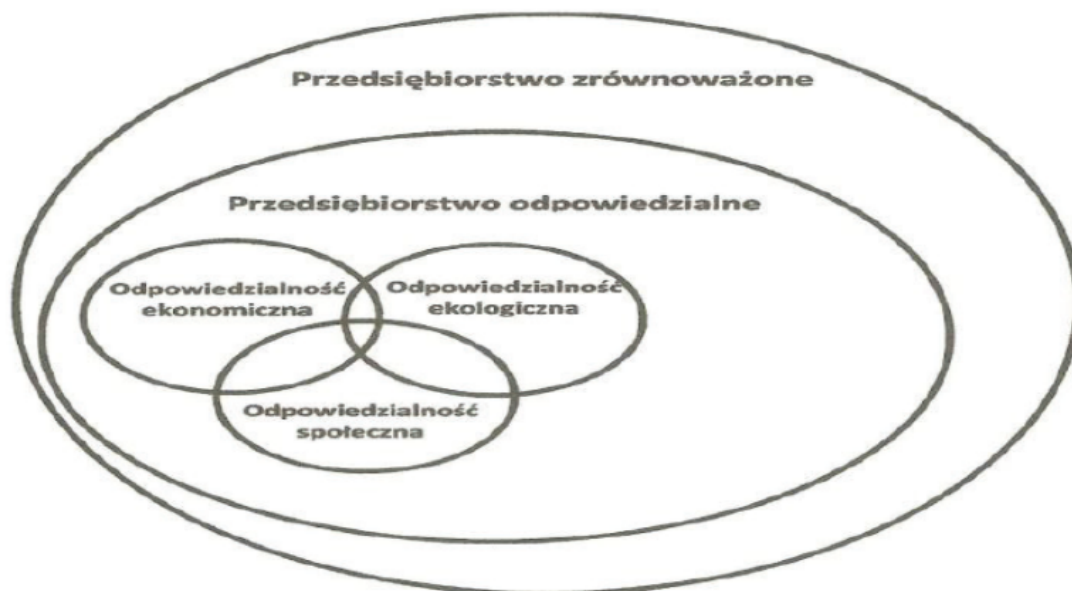 Przedsiębiorstwo zrównoważone
Przedsiębiorstwo odpowiedzialne
Odpowiedzialność
ekonomiczna
Odpowiedzialność
ekologiczna
Odpowiedzialność
społeczna